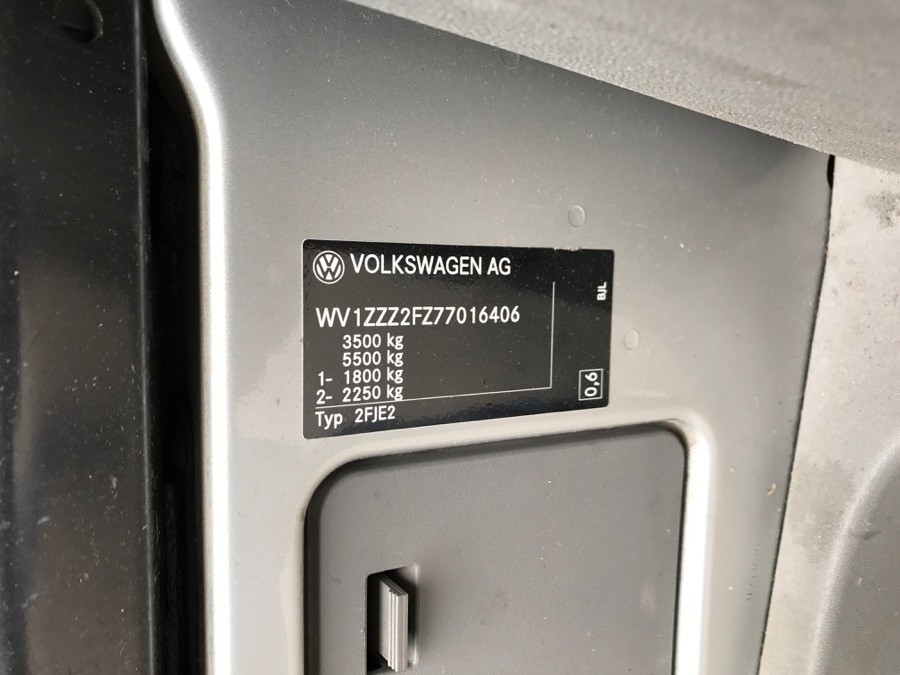 VOLKSWAGEN AG
BJL
WV1ZZZ2FZ77016406
3500 kg
5500 kg
1- 1800 kg
2- 2250 kg
Typ 2FJE2
0,6